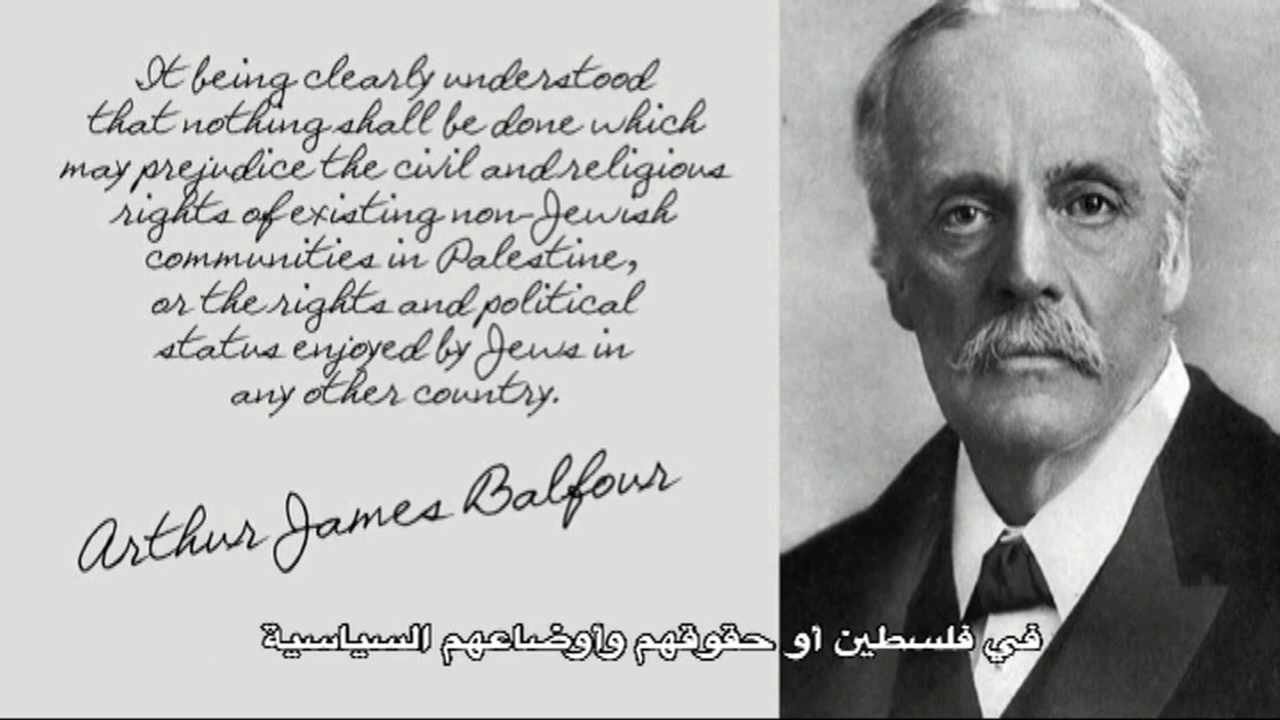 It being clearly understood
that nothing shall be done which
may prejudice the civil and religious
rights of existing non-Jewish
communities in Palestine,
or the rights and political
status enjoyed by Jews in
any other country.
Arthur James Balfour
في فلسطين أو حقوقهم وأوضاعهم السياسية